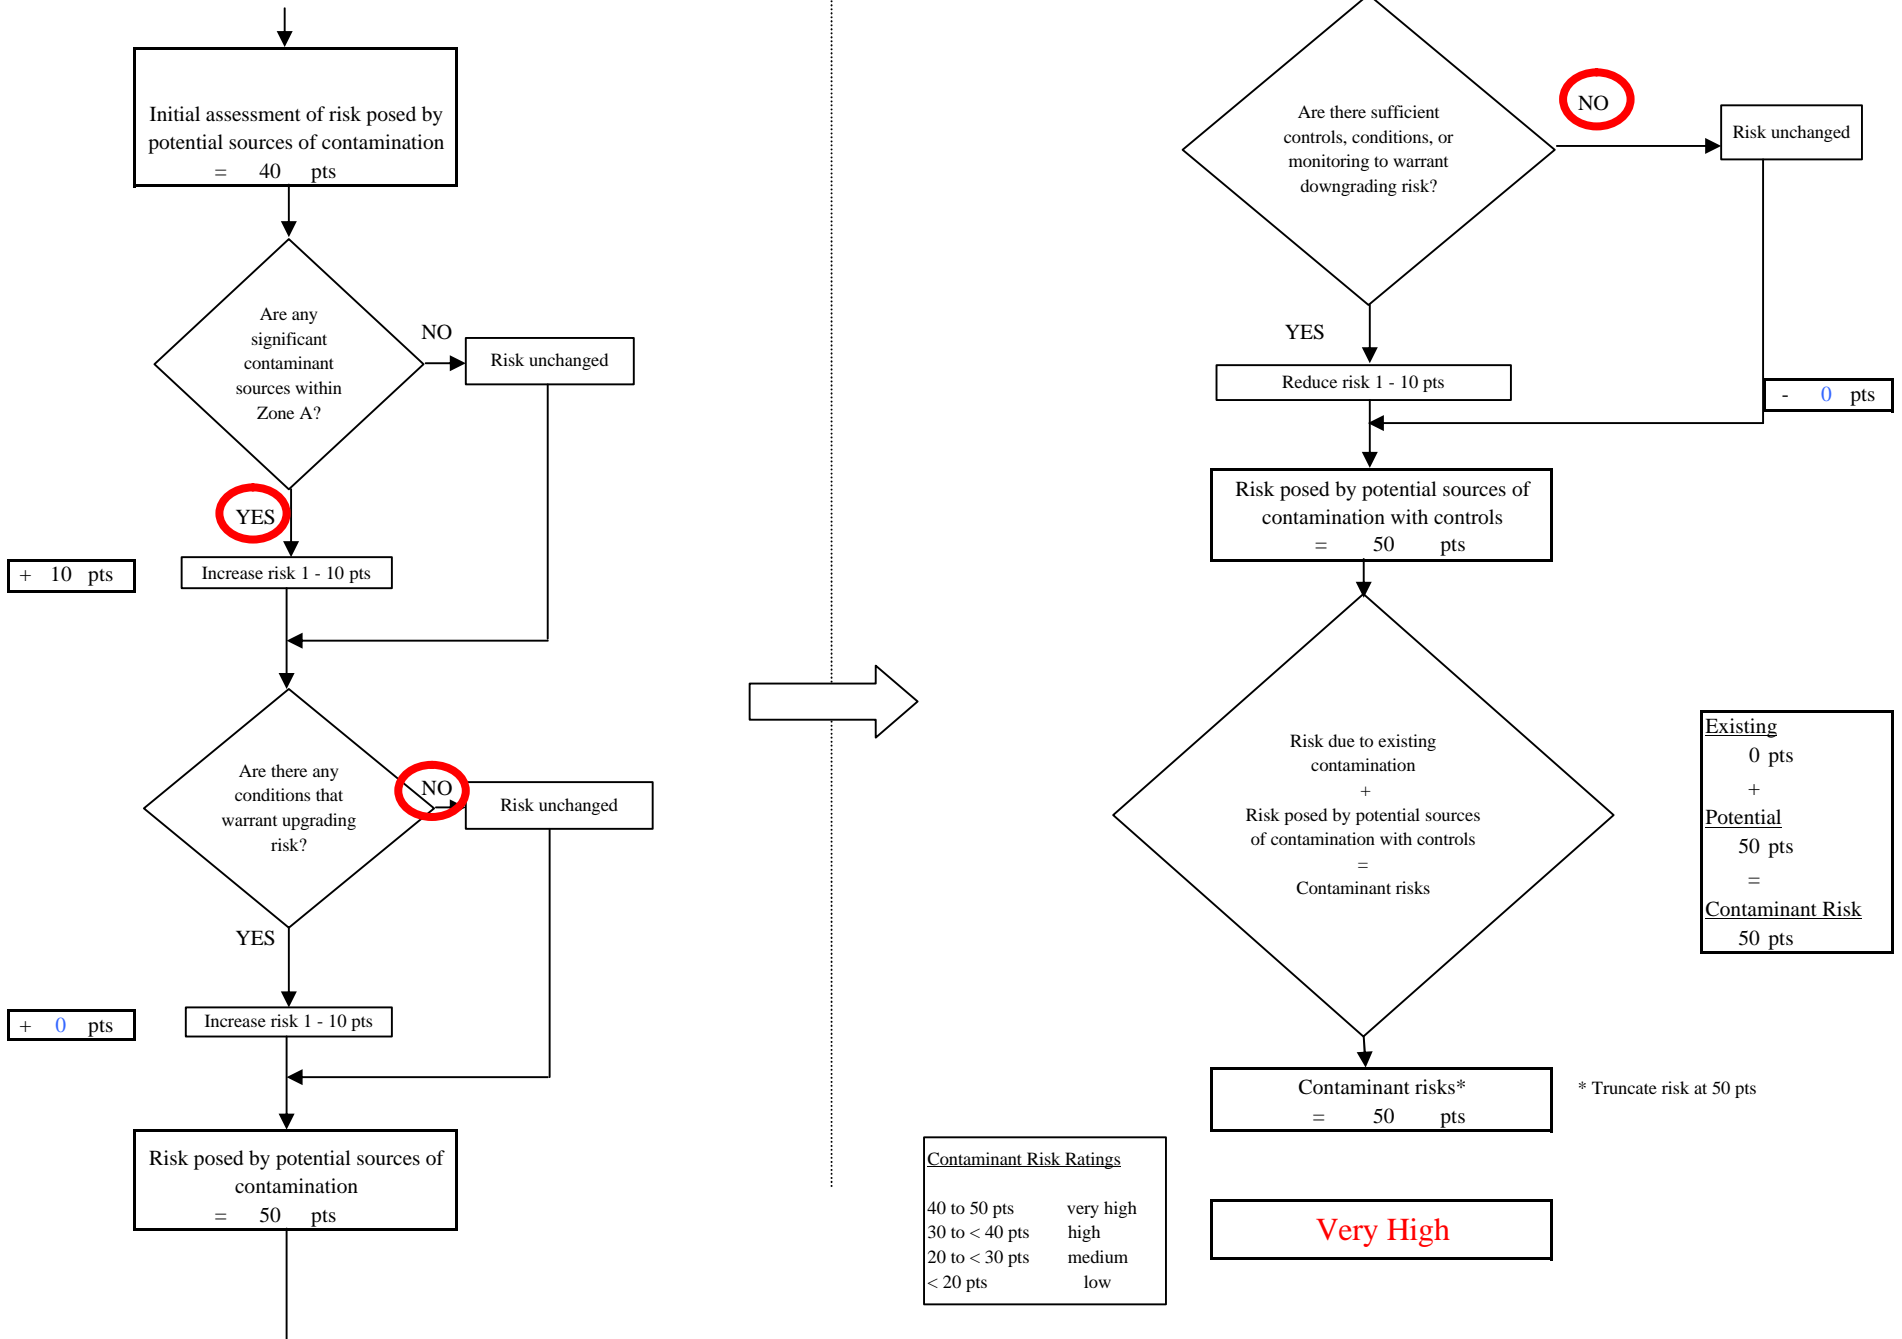 Initial assessment of risk posed by
potential sources of contamination
= 40 pts
Are any
significant
contaminant
sources within
Zone A?
NO
Risk unchanged
YES
+ 10 pts
Increase risk 1 - 10 pts
Are there any
conditions that
warrant upgrading
risk?
NO
Risk unchanged
YES
+ 0 pts
Increase risk 1 - 10 pts
Risk posed by potential sources of
contamination
= 50 pts
Are there sufficient
controls, conditions, or
monitoring to warrant
downgrading risk?
NO
Risk unchanged
YES
Reduce risk 1 - 10 pts
- 0 pts
Risk posed by potential sources of
contamination with controls
= 50 pts
Risk due to existing
contamination
+
Risk posed by potential sources
of contamination with controls
=
Contaminant risks
Existing
0 pts
+
Potential
50 pts
=
Contaminant Risk
50 pts
Contaminant risks*
= 50 pts
* Truncate risk at 50 pts
Contaminant Risk Ratings
40 to 50 pts very high
30 to < 40 pts high
20 to < 30 pts medium
< 20 pts low
Very High